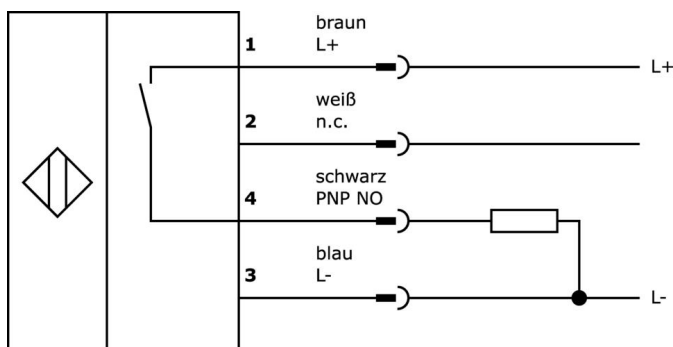 1
braun
L+
L+
2
weiß
n.c.
4
schwarz
PNP NO
3
blau
L-
L-